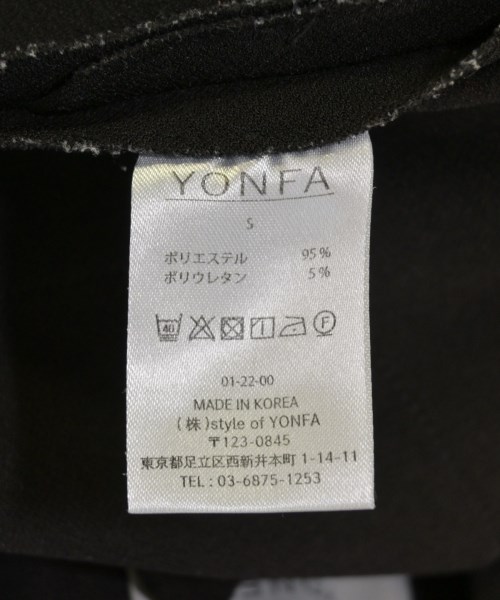 YONFA
S
ポリエステル 95%
ポリウレタン 5%
40 F
01-22-00
MADE IN KOREA
(株)style of YONFA
〒123-0845
東京都足立区西新井本町 1-14-11
TEL : 03-6875-1253